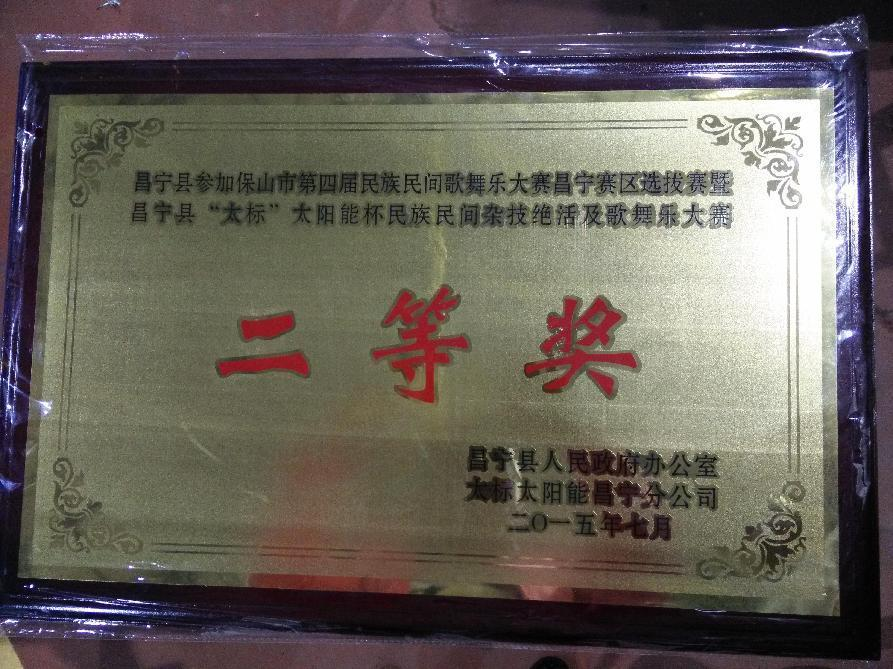 昌宁县参加保山市第四届民族民间歌舞乐大赛昌宁赛区选拔赛暨
昌宁县“太标”太阳能杯民族民间杂技绝活及歌舞乐大赛
二等奖
昌宁县人民政府办公室
太标太阳能昌宁分公司
二〇一五年七月